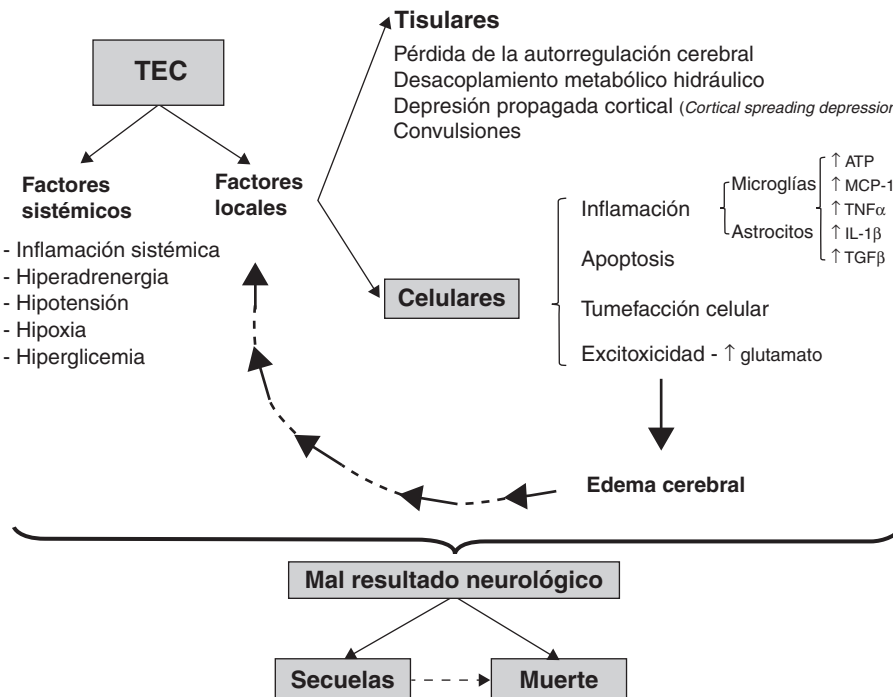 TEC
Tisulares
Pérdida de la autorregulación cerebral
Desacoplamiento metabólico hidráulico
Depresión propagada cortical (Cortical spreading depression
Convulsiones
Factores
sistémicos
- Inflamación sistémica
- Hiperadrenergia
- Hipotensión
- Hipoxia
- Hiperglicemia
Factores
locales
Celulares
Inflamación
Microglías
Astrocitos
↑ ATP
↑ MCP-1
↑ TNFα
↑ IL-1β
↑ TGFβ
Apoptosis
Tumefacción celular
Excitoxicidad - ↑ glutamato
Edema cerebral
Mal resultado neurológico
Secuelas
Muerte